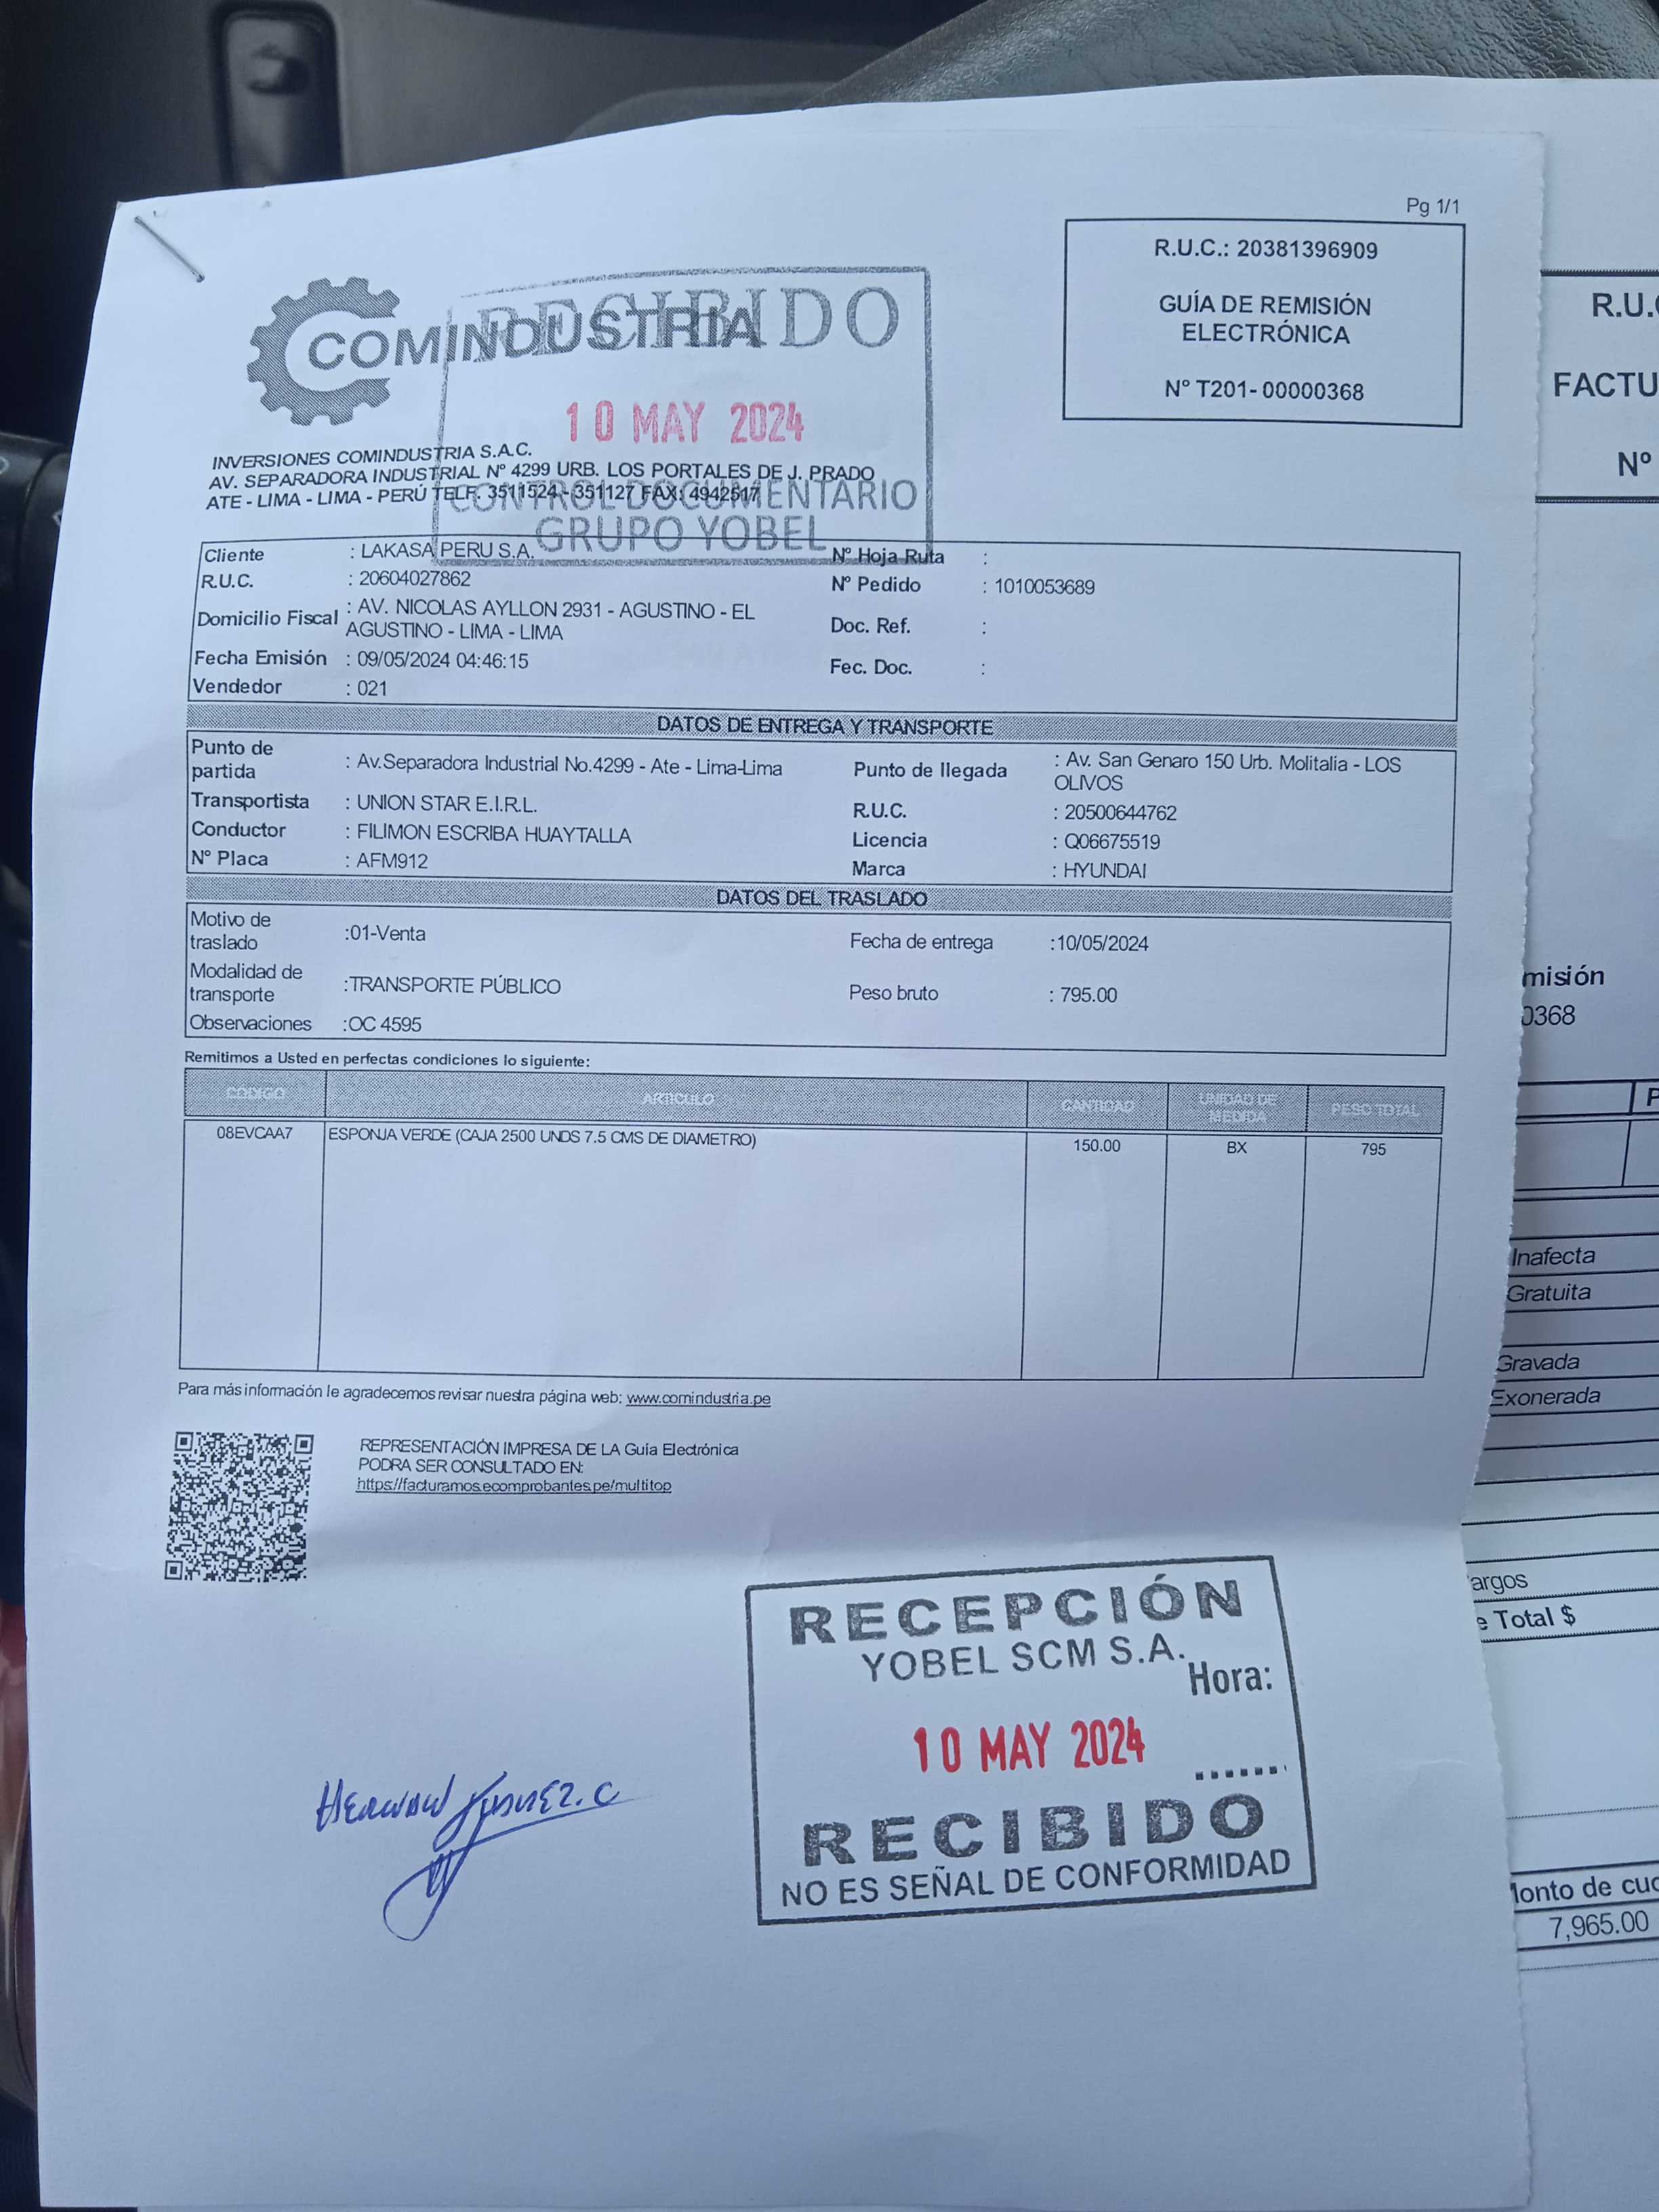 Pg 1/1
R.U.C.: 20381396909
GUÍA DE REMISIÓN
ELECTRÓNICA
Nº T201- 00000368
COMINDUSTRIA
RECIBIDO
10 MAY 2024
CONTROL DOCUMENTARIO
GRUPO YOBEL
INVERSIONES COMINDUSTRIA S.A.C.
AV. SEPARADORA INDUSTRIAL Nº 4299 URB. LOS PORTALES DE J. PRADO
ATE - LIMA - LIMA - PERÚ TELF. 3511524 - 351127 FAX: 4942517
Cliente : LAKASA PERU S.A. Nº Hoja Ruta :
R.U.C. : 20604027862 Nº Pedido : 1010053689
Domicilio Fiscal : AV. NICOLAS AYLLON 2931 - AGUSTINO - EL
AGUSTINO - LIMA - LIMA
Doc. Ref. :
Fecha Emisión : 09/05/2024 04:46:15 Fec. Doc. :
Vendedor : 021
DATOS DE ENTREGA Y TRANSPORTE
Punto de
partida : Av.Separadora Industrial No.4299 - Ate - Lima-Lima
Punto de llegada : Av. San Genaro 150 Urb. Molitalia - LOS
OLIVOS
Transportista : UNION STAR E.I.R.L. R.U.C. : 20500644762
Conductor : FILIMON ESCRIBA HUAYTALLA Licencia : Q06675519
Nº Placa : AFM912 Marca : HYUNDAI
DATOS DEL TRASLADO
Motivo de
traslado :01-Venta Fecha de entrega :10/05/2024
Modalidad de
transporte :TRANSPORTE PÚBLICO Peso bruto : 795.00
Observaciones :OC 4595
Remitimos a Usted en perfectas condiciones lo siguiente:
CODIGO ARTICULO CANTIDAD UNIDAD DE
MEDIDA PESO TOTAL
08EVCAA7 ESPONJA VERDE (CAJA 2500 UNDS 7.5 CMS DE DIAMETRO) 150.00 BX 795
Para más información le agradecemos revisar nuestra página web: www.comindustria.pe
REPRESENTACIÓN IMPRESA DE LA Guía Electrónica
PODRA SER CONSULTADO EN:
https://facturamos.ecomprobantes.pe/multitop
RECEPCIÓN
YOBEL SCM S.A.
Hora:
10 MAY 2024
......
RECIBIDO
NO ES SEÑAL DE CONFORMIDAD
R.U.
FACTU
Nº
misión
0368
P
Inafecta
Gratuita
Gravada
Exonerada
argos
e Total $
Monto de cuo
7,965.00